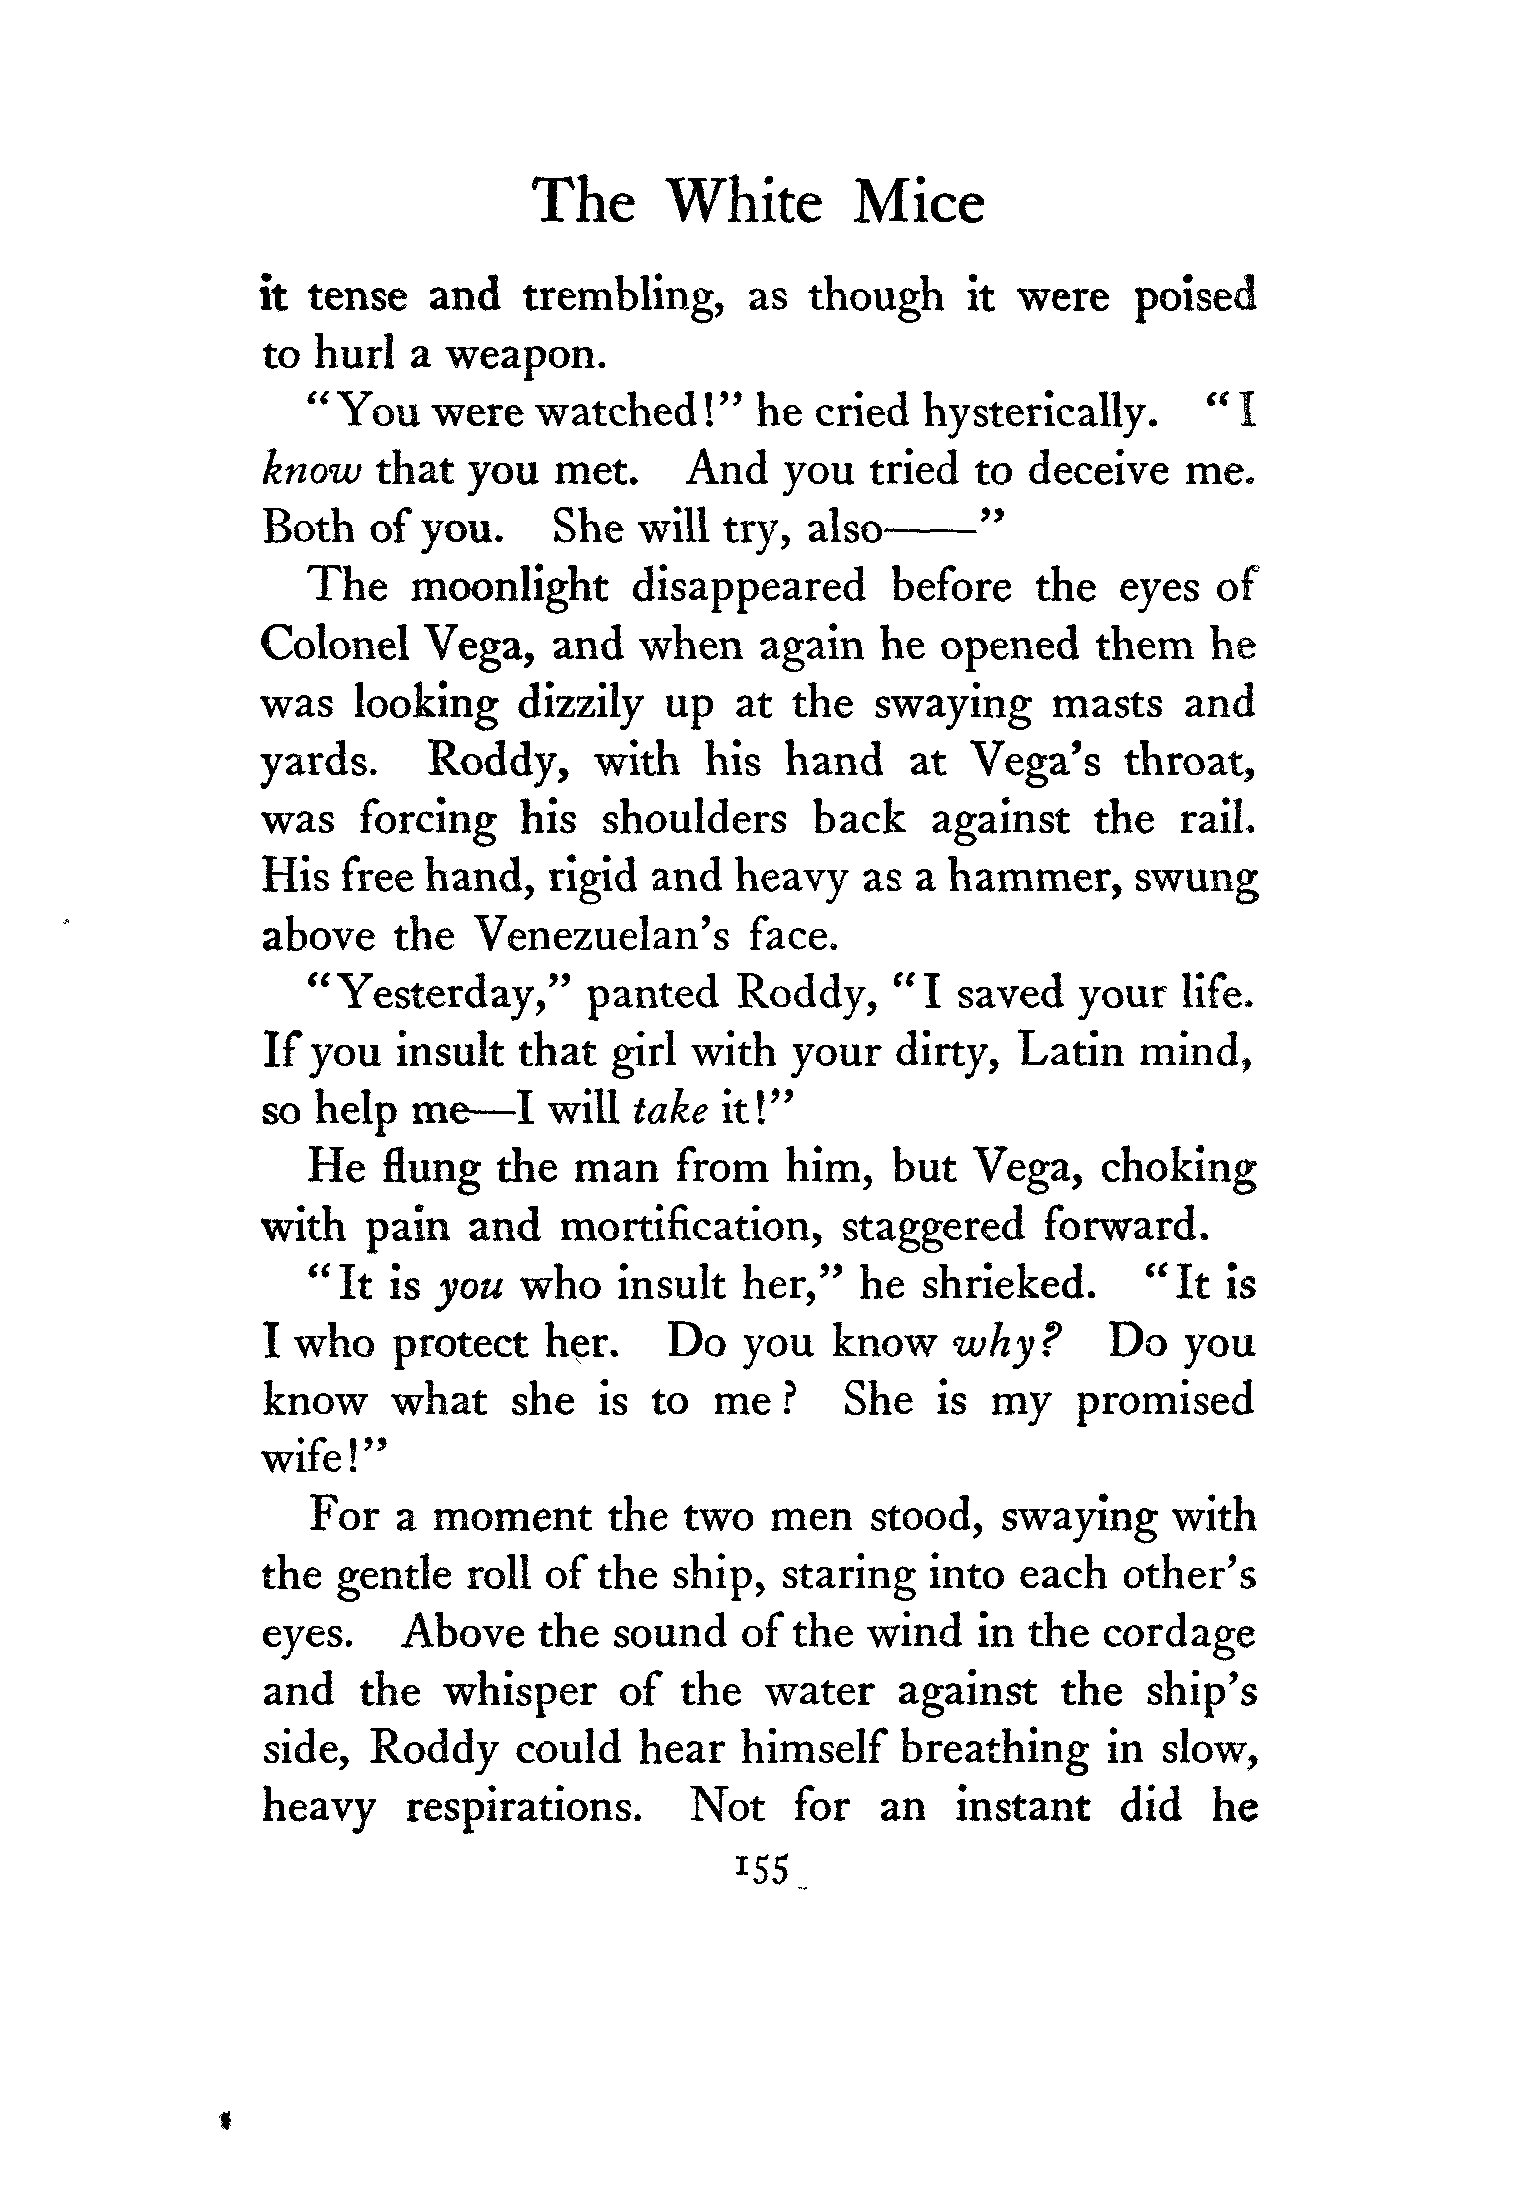 The White Mice
it tense and trembling, as though it were poised
to hurl a weapon.
“You were watched!” he cried hysterically. “I
know that you met. And you tried to deceive me.
Both of you. She will try, also——”
The moonlight disappeared before the eyes of
Colonel Vega, and when again he opened them he
was looking dizzily up at the swaying masts and
yards. Roddy, with his hand at Vega’s throat,
was forcing his shoulders back against the rail.
His free hand, rigid and heavy as a hammer, swung
above the Venezuelan’s face.
“Yesterday,” panted Roddy, “I saved your life.
If you insult that girl with your dirty, Latin mind,
so help me—I will take it!”
He flung the man from him, but Vega, choking
with pain and mortification, staggered forward.
“It is you who insult her,” he shrieked. “It is
I who protect her. Do you know why? Do you
know what she is to me? She is my promised
wife!”
For a moment the two men stood, swaying with
the gentle roll of the ship, staring into each other’s
eyes. Above the sound of the wind in the cordage
and the whisper of the water against the ship’s
side, Roddy could hear himself breathing in slow,
heavy respirations. Not for an instant did he
155